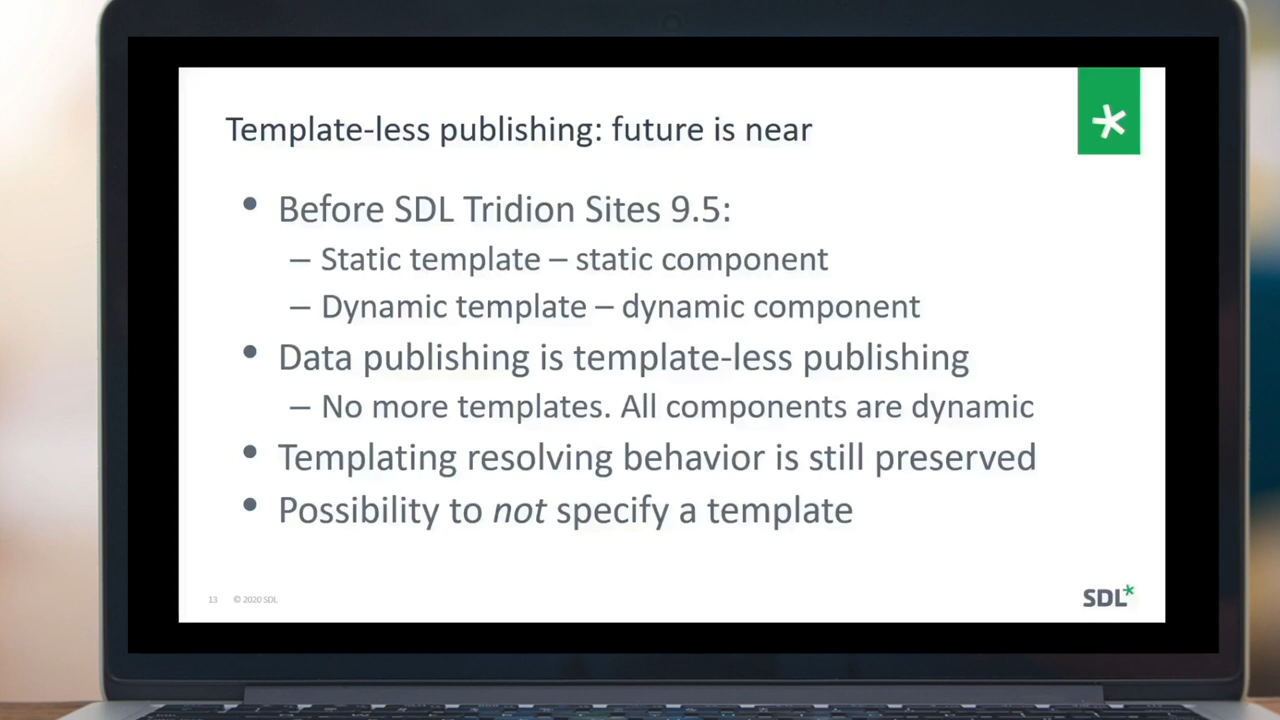 Template-less publishing: future is near
• Before SDL Tridion Sites 9.5:
– Static template – static component
– Dynamic template – dynamic component
• Data publishing is template-less publishing
– No more templates. All components are dynamic
• Templating resolving behavior is still preserved
• Possibility to not specify a template
13 © 2020 SDL
SDL*